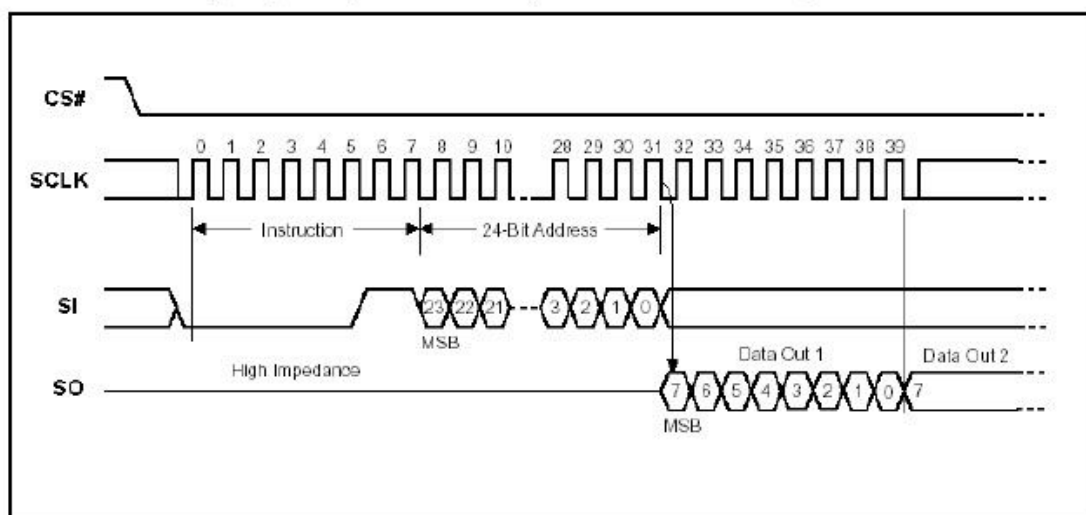 CS#
0 1 2 3 4 5 6 7 8 9 10 28 29 30 31 32 33 34 35 36 37 38 39
SCLK
Instruction 24-Bit Address
SI 23 22 21 3 2 1 0
MSB
Data Out 1 Data Out 2
High Impedance
SO 7 6 5 4 3 2 1 0 7
MSB